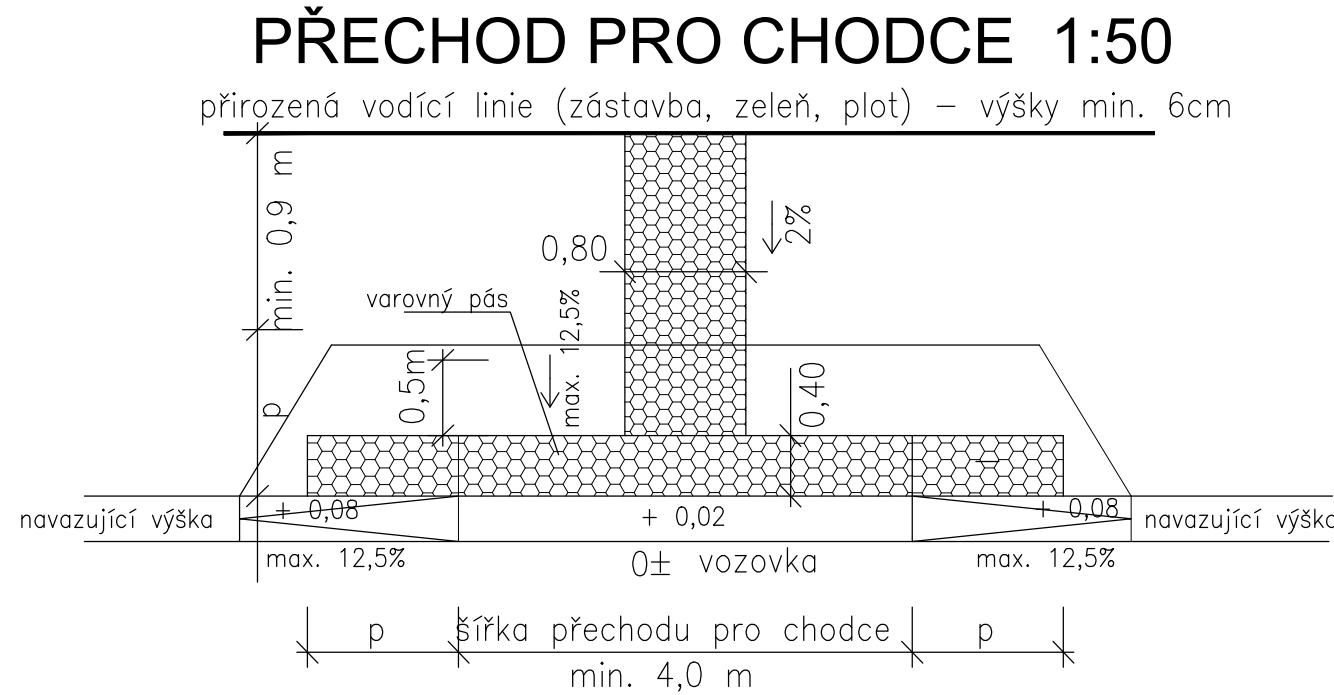 PŘECHOD PRO CHODCE 1:50
přirozená vodící linie (zástavba, zeleň, plot) – výšky min. 6cm
min. 0,9 m
2%
0,80
varovný pás
max. 12,5%
0,5m
0,40
p
navazující výška
+ 0,08
+ 0,02
+ 0,08
navazující výška
max. 12,5%
0± vozovka
max. 12,5%
p
šířka přechodu pro chodce
p
min. 4,0 m